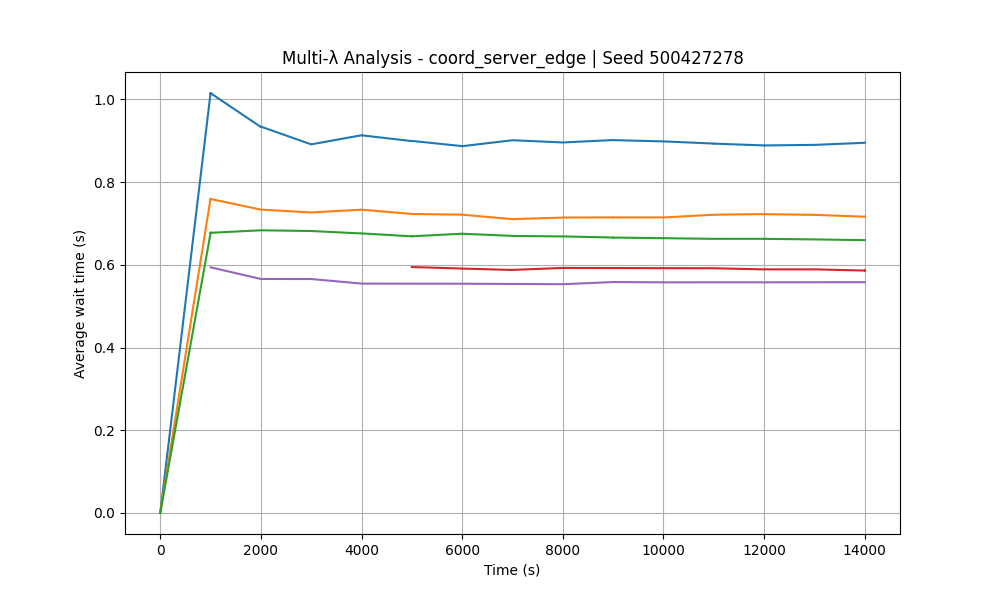 Multi-λ Analysis - coord_server_edge | Seed 500427278
Average wait time (s)
1.0
0.8
0.6
0.4
0.2
0.0
0 2000 4000 6000 8000 10000 12000 14000
Time (s)